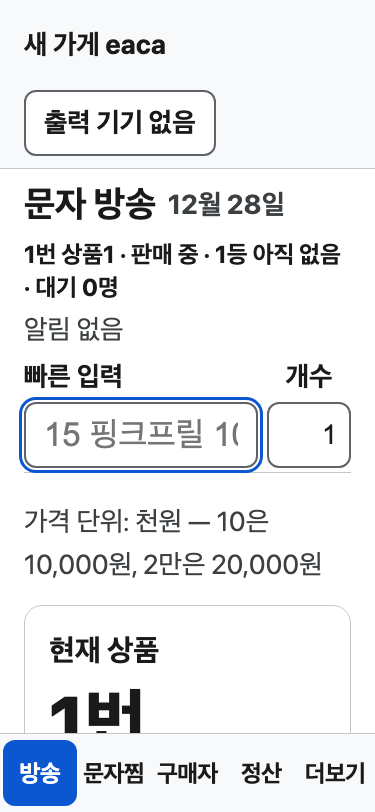 새 가게 eaca
출력 기기 없음
문자 방송 12월 28일
1번 상품1 · 판매 중 · 1등 아직 없음
· 대기 0명
알림 없음
빠른 입력 개수
15 핑크프릴 1 1
가격 단위: 천원 — 10은
10,000원, 2만은 20,000원
현재 상품
1번
방송 문자찜 구매자 정산 더보기